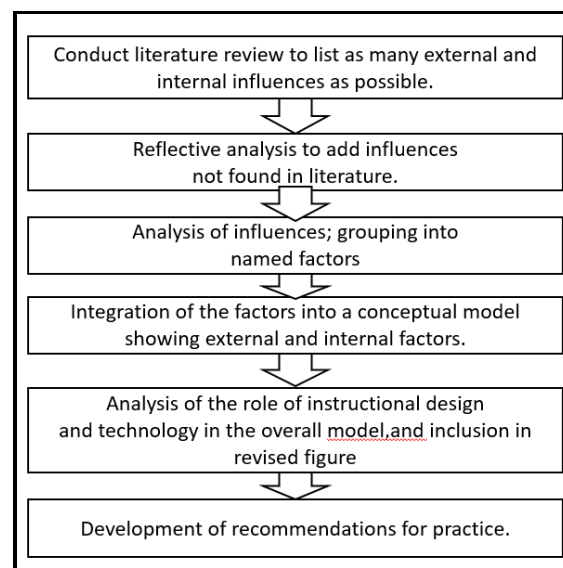 Conduct literature review to list as many external and
internal influences as possible.
Reflective analysis to add influences
not found in literature.
Analysis of influences; grouping into
named factors
Integration of the factors into a conceptual model
showing external and internal factors.
Analysis of the role of instructional design
and technology in the overall model,and inclusion in
revised figure
Development of recommendations for practice.